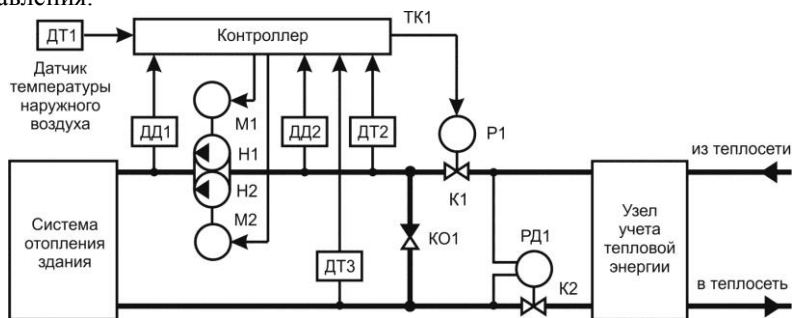 авления.
ТК1
ДТ1
Контроллер
Датчик
температуры
наружного
воздуха
ДД1
М1
ДД2
ДТ2
Р1
Н1
из теплосети
Н2
К1
Система
отопления
здания
М2
КО1
РД1
Узел
учета
тепловой
энергии
ДТ3
К2
в теплосеть